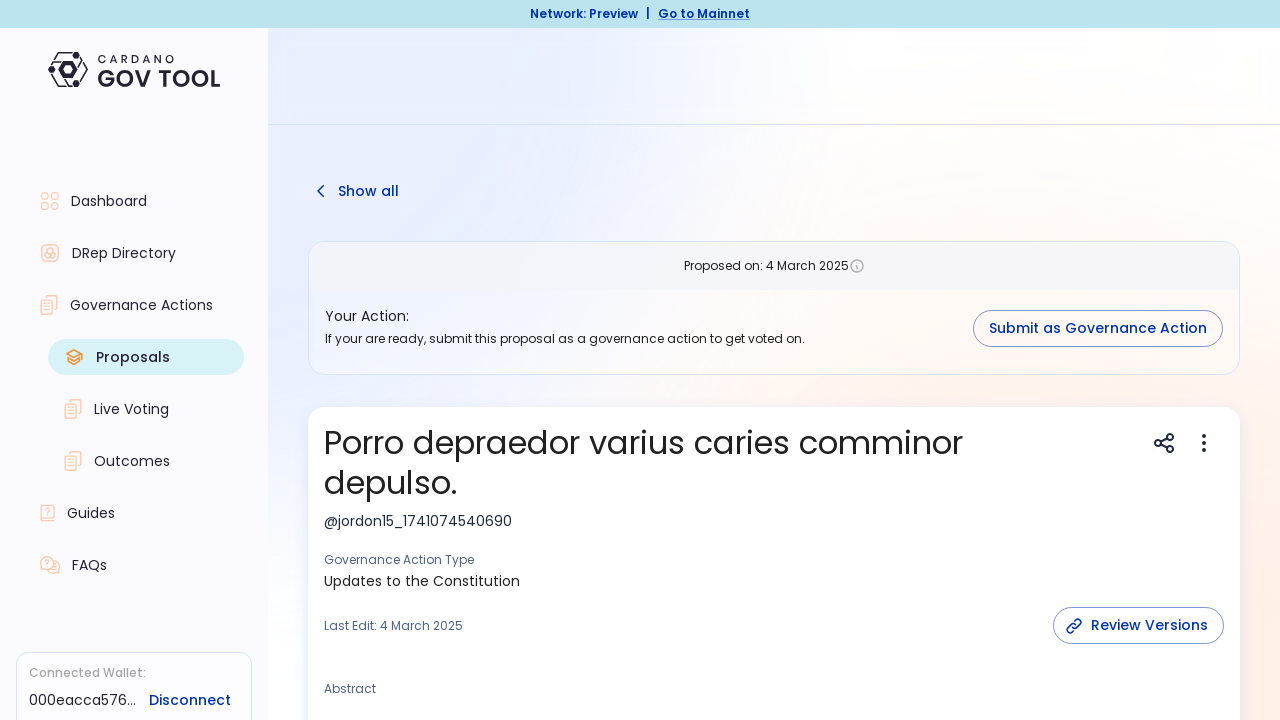 Network: Preview | Go to Mainnet
CARDANO
GOV TOOL
Dashboard
DRep Directory
Governance Actions
Proposals
Live Voting
Outcomes
Guides
FAQs
Connected Wallet:
000eacca576... Disconnect
Show all
Proposed on: 4 March 2025
Your Action:
If your are ready, submit this proposal as a governance action to get voted on.
Submit as Governance Action
Porro depraedor varius caries comminor
depulso.
@jordon15_1741074540690
Governance Action Type
Updates to the Constitution
Last Edit: 4 March 2025
Review Versions
Abstract